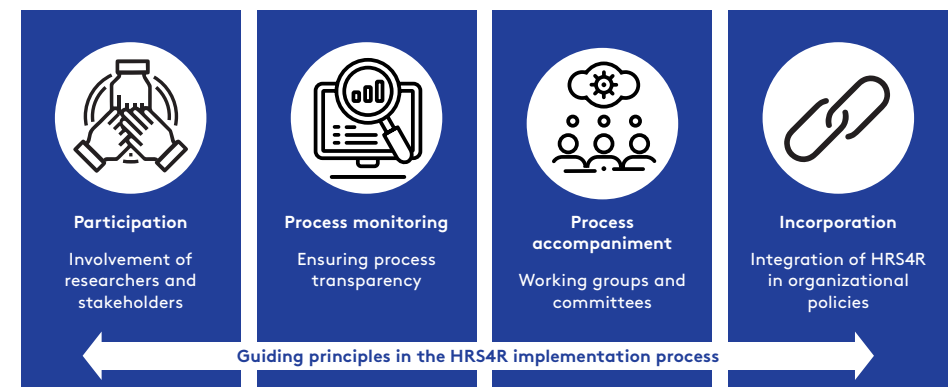 Participation
Involvement of
researchers and
stakeholders
Process monitoring
Ensuring process
transparency
Process
accompaniment
Working groups and
committees
Incorporation
Integration of HRS4R
in organizational
policies
Guiding principles in the HRS4R implementation process